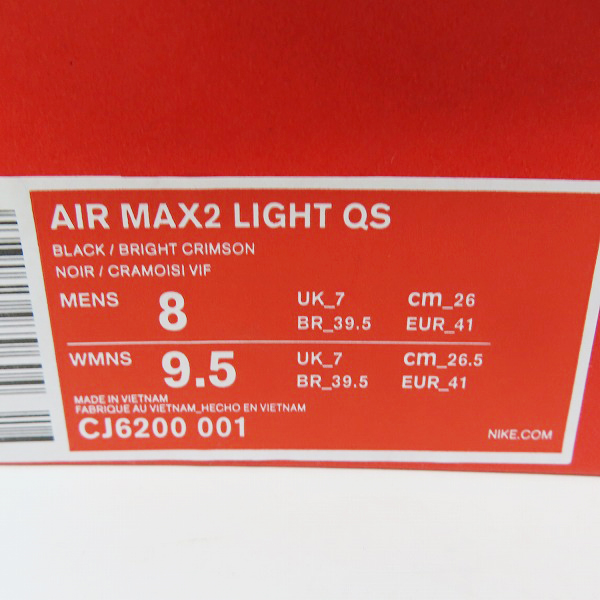 AIR MAX2 LIGHT QS
BLACK / BRIGHT CRIMSON
NOIR / CRAMOISI VIF
MENS 8 UK_7 cm_26
BR_39.5 EUR_41
WMNS 9.5 UK_7 cm_26.5
BR_39.5 EUR_41
MADE IN VIETNAM
FABRIQUE AU VIETNAM_HECHO EN VIETNAM
CJ6200 001
NIKE.COM